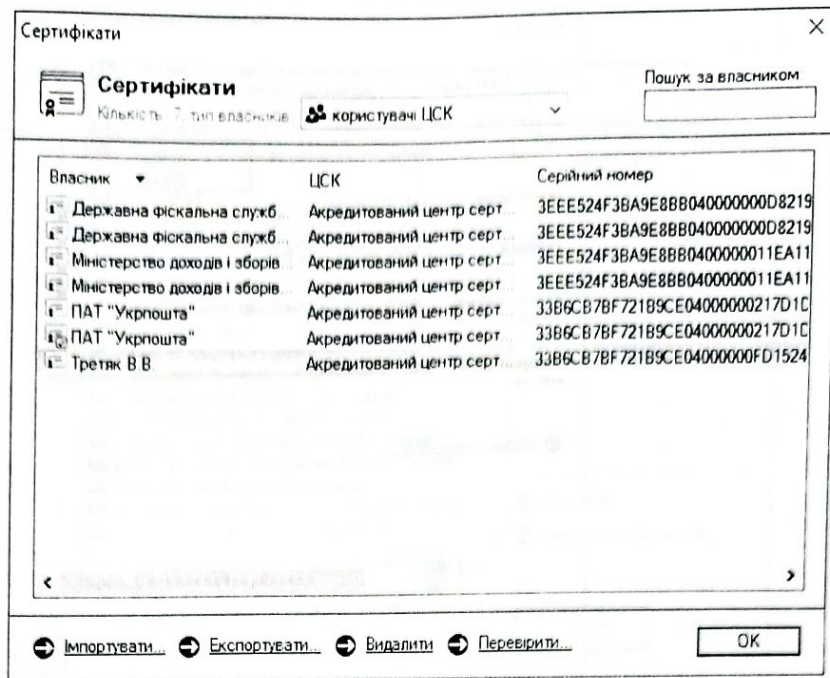 Сертифікати
Сертифікати
Кількість: 7, тип власників: користувачі ЦСК
Пошук за власником:
Власник ЦСК Серійний номер
Державна фіскальна служб... Акредитований центр серт... 3EEE524F3BA9E8BB040000000D8219
Державна фіскальна служб... Акредитований центр серт... 3EEE524F3BA9E8BB040000000D8219
Міністерство доходів і зборів... Акредитований центр серт... 3EEE524F3BA9E8BB0400000011EA11
Міністерство доходів і зборів... Акредитований центр серт... 3EEE524F3BA9E8BB0400000011EA11
ПАТ "Укрпошта" Акредитований центр серт... 33B6CB7BF721B9CE04000000217D1D
ПАТ "Укрпошта" Акредитований центр серт... 33B6CB7BF721B9CE04000000217D1D
Третяк В.В. Акредитований центр серт... 33B6CB7BF721B9CE04000000FD1524
Імпортувати... Експортувати... Видалити Перевірити... OK